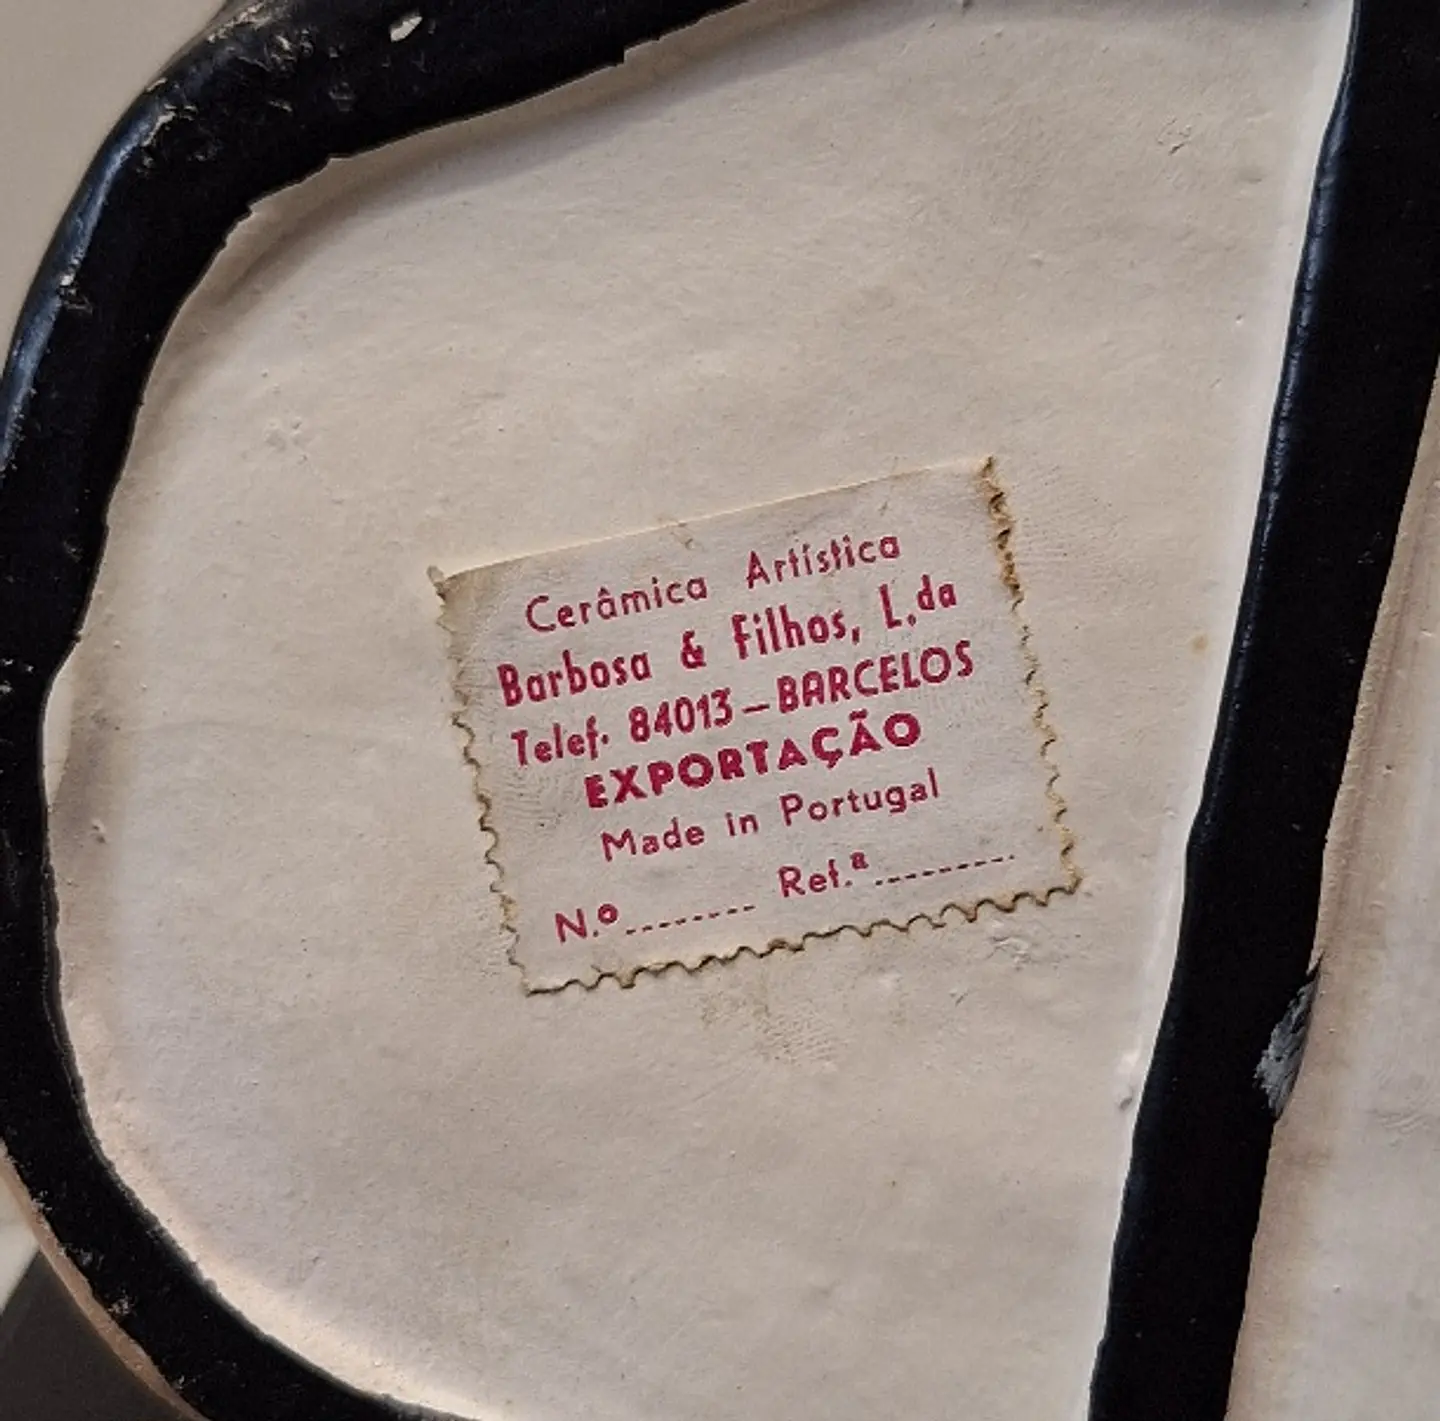 Cerâmica Artística
Barbosa & Filhos, L.da
Telef. 84013 – BARCELOS
EXPORTAÇÃO
Made in Portugal
N.º........ Ref.ª.........